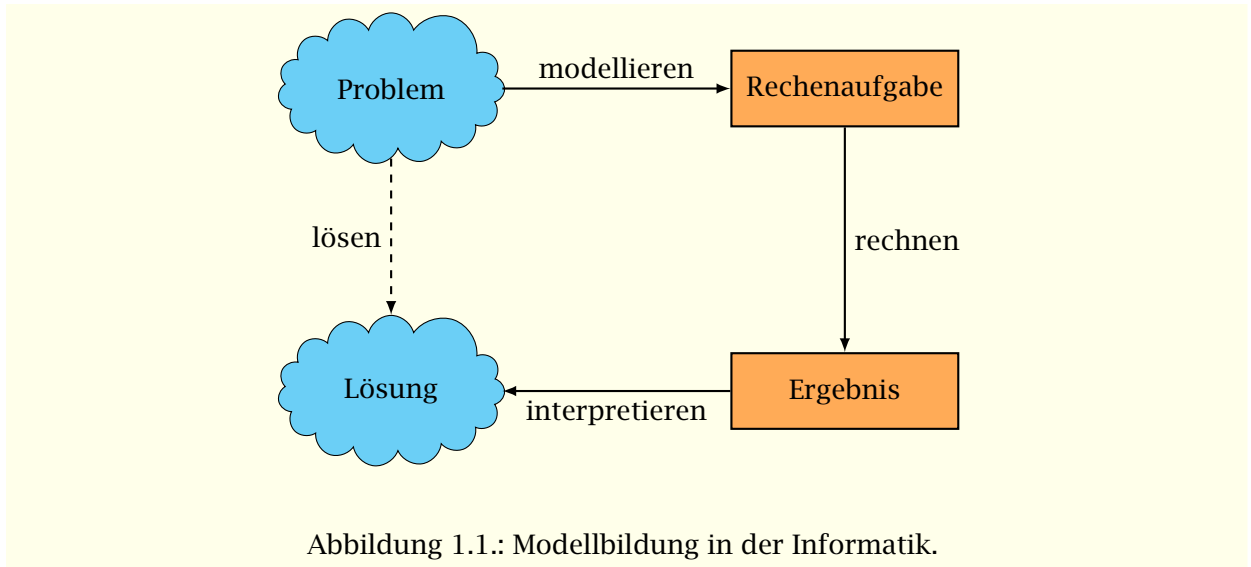 modellieren
Problem
Rechenaufgabe
lösen
rechnen
Lösung
Ergebnis
interpretieren
Abbildung 1.1.: Modellbildung in der Informatik.